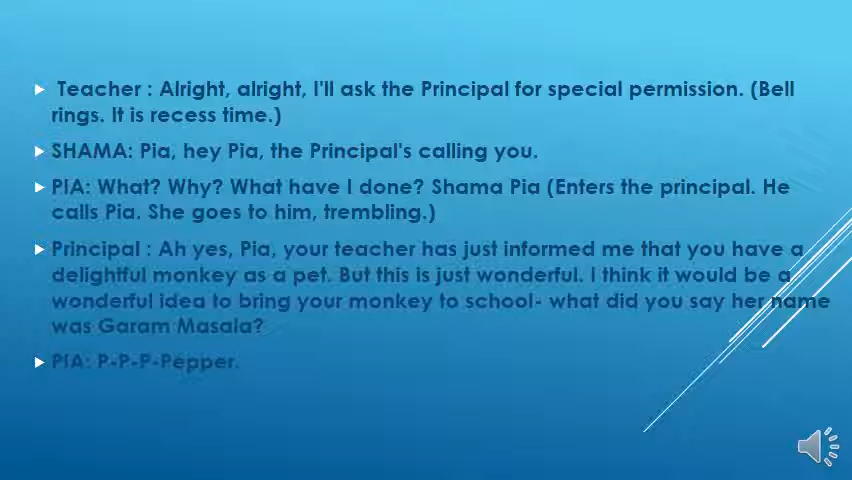 Teacher : Alright, alright, I'll ask the Principal for special permission. (Bell
rings. It is recess time.)
SHAMA: Pia, hey Pia, the Principal's calling you.
PIA: What? Why? What have I done? Shama Pia (Enters the principal. He
calls Pia. She goes to him, trembling.)
Principal : Ah yes, Pia, your teacher has just informed me that you have a
delightful monkey as a pet. But this is just wonderful. I think it would be a
wonderful idea to bring your monkey to school- what did you say her name
was Garam Masala?
PIA: P-P-P-Pepper.